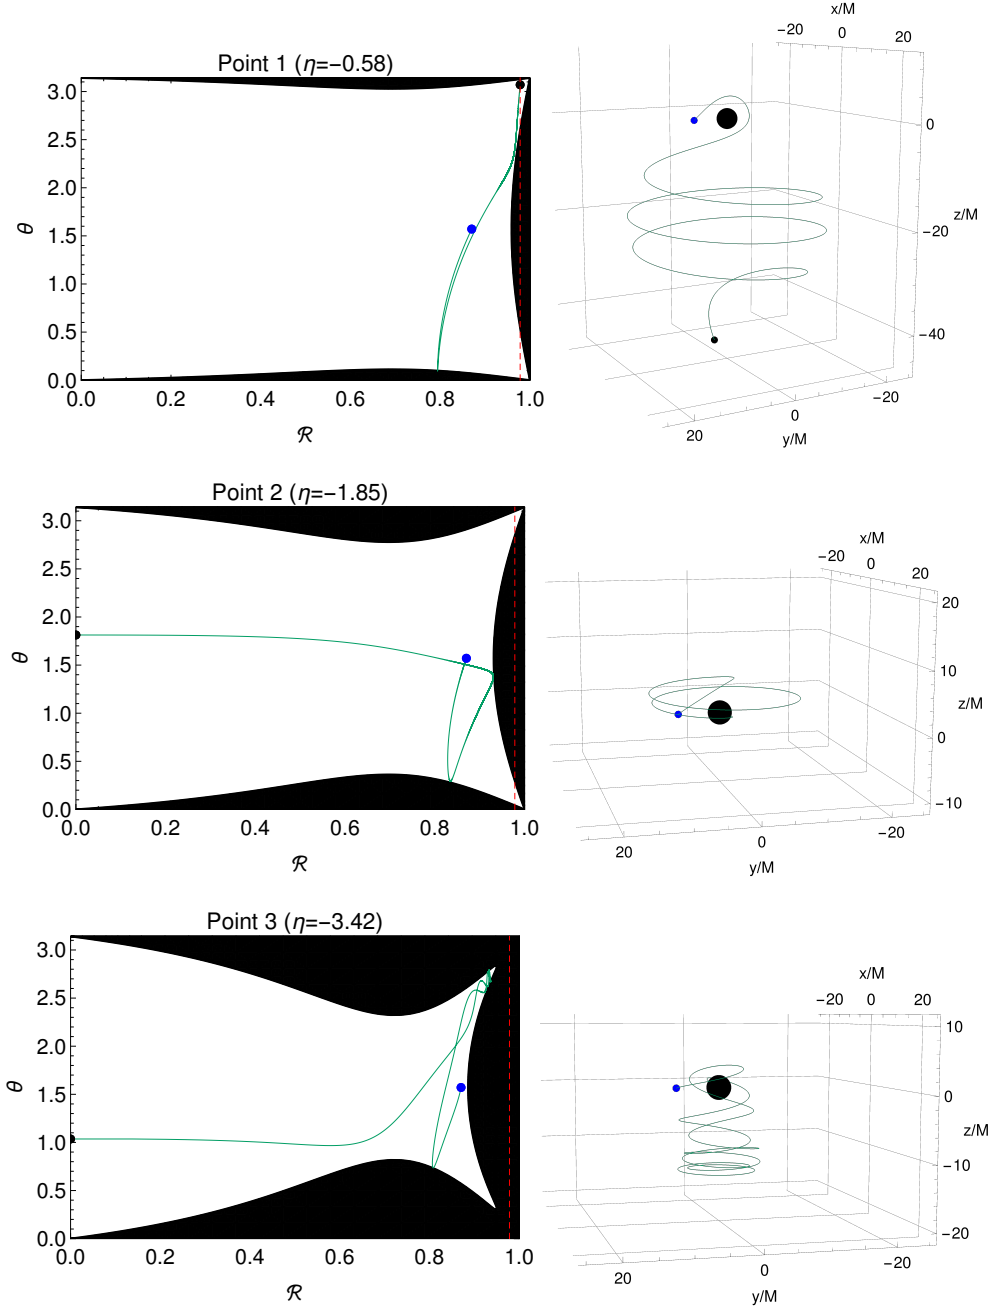 Point 1 (η=−0.58)
3.0
2.5
2.0
1.5
1.0
0.5
0.0
θ
0.0 0.2 0.4 0.6 0.8 1.0
ℛ
x/M
−20 0 20
0
−20
−40
z/M
20 0 −20
y/M
Point 2 (η=−1.85)
3.0
2.5
2.0
1.5
1.0
0.5
0.0
θ
0.0 0.2 0.4 0.6 0.8 1.0
ℛ
x/M
−20 0 20
20
10
0
−10
z/M
20 0 −20
y/M
Point 3 (η=−3.42)
3.0
2.5
2.0
1.5
1.0
0.5
0.0
θ
0.0 0.2 0.4 0.6 0.8 1.0
ℛ
x/M
−20 0 20
10
0
−10
−20
z/M
20 0 −20
y/M